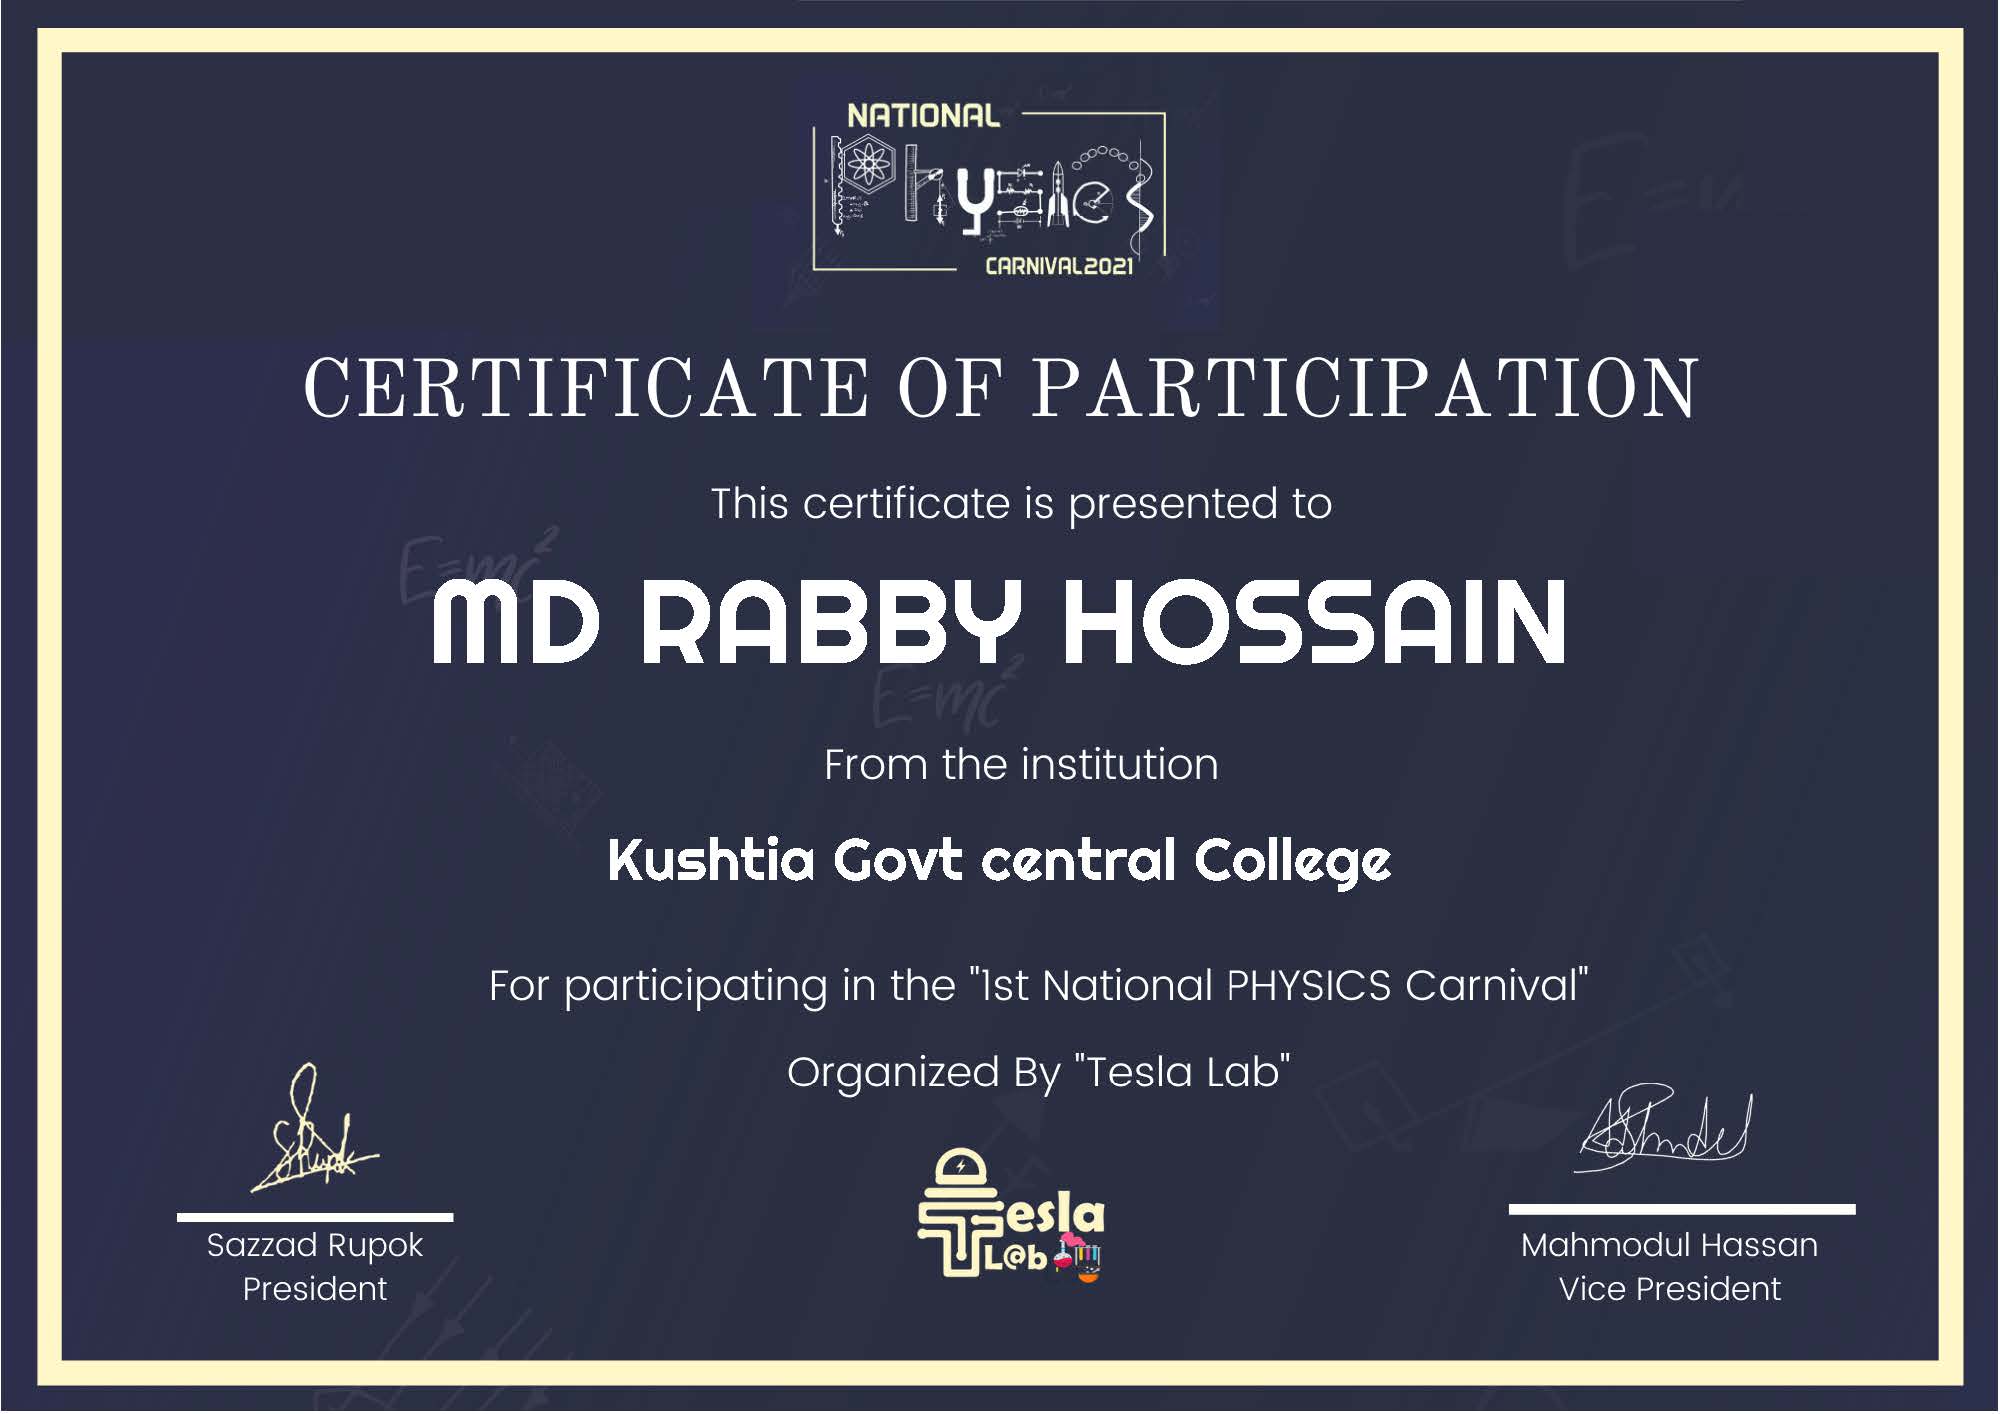 NATIONAL
Physics
CARNIVAL2021
CERTIFICATE OF PARTICIPATION
This certificate is presented to
E=mc²
MD RABBY HOSSAIN
E=mc²
From the institution
Kushtia Govt central College
For participating in the "1st National PHYSICS Carnival"
Organized By "Tesla Lab"
Tesla
L@b
Sazzad Rupok
President
Mahmodul Hassan
Vice President